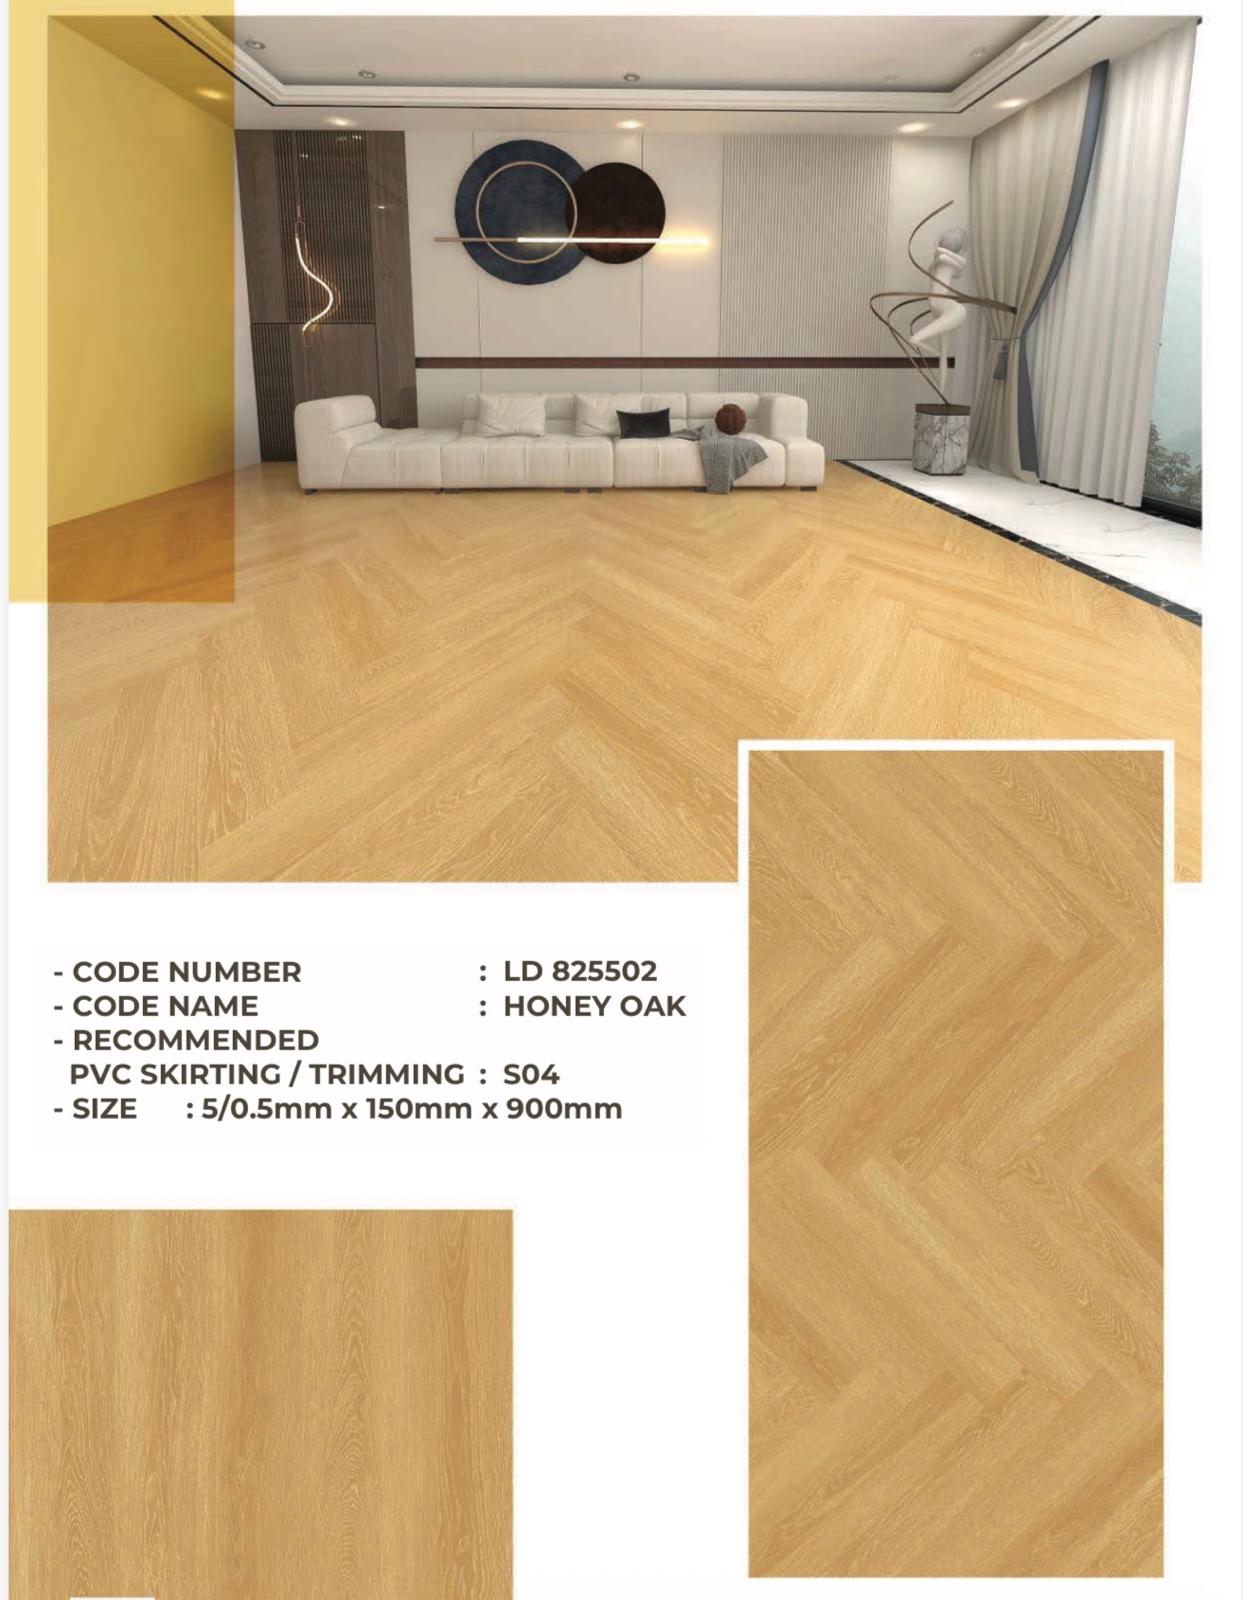 - CODE NUMBER : LD 825502
- CODE NAME : HONEY OAK
- RECOMMENDED
PVC SKIRTING / TRIMMING : S04
- SIZE : 5/0.5mm x 150mm x 900mm